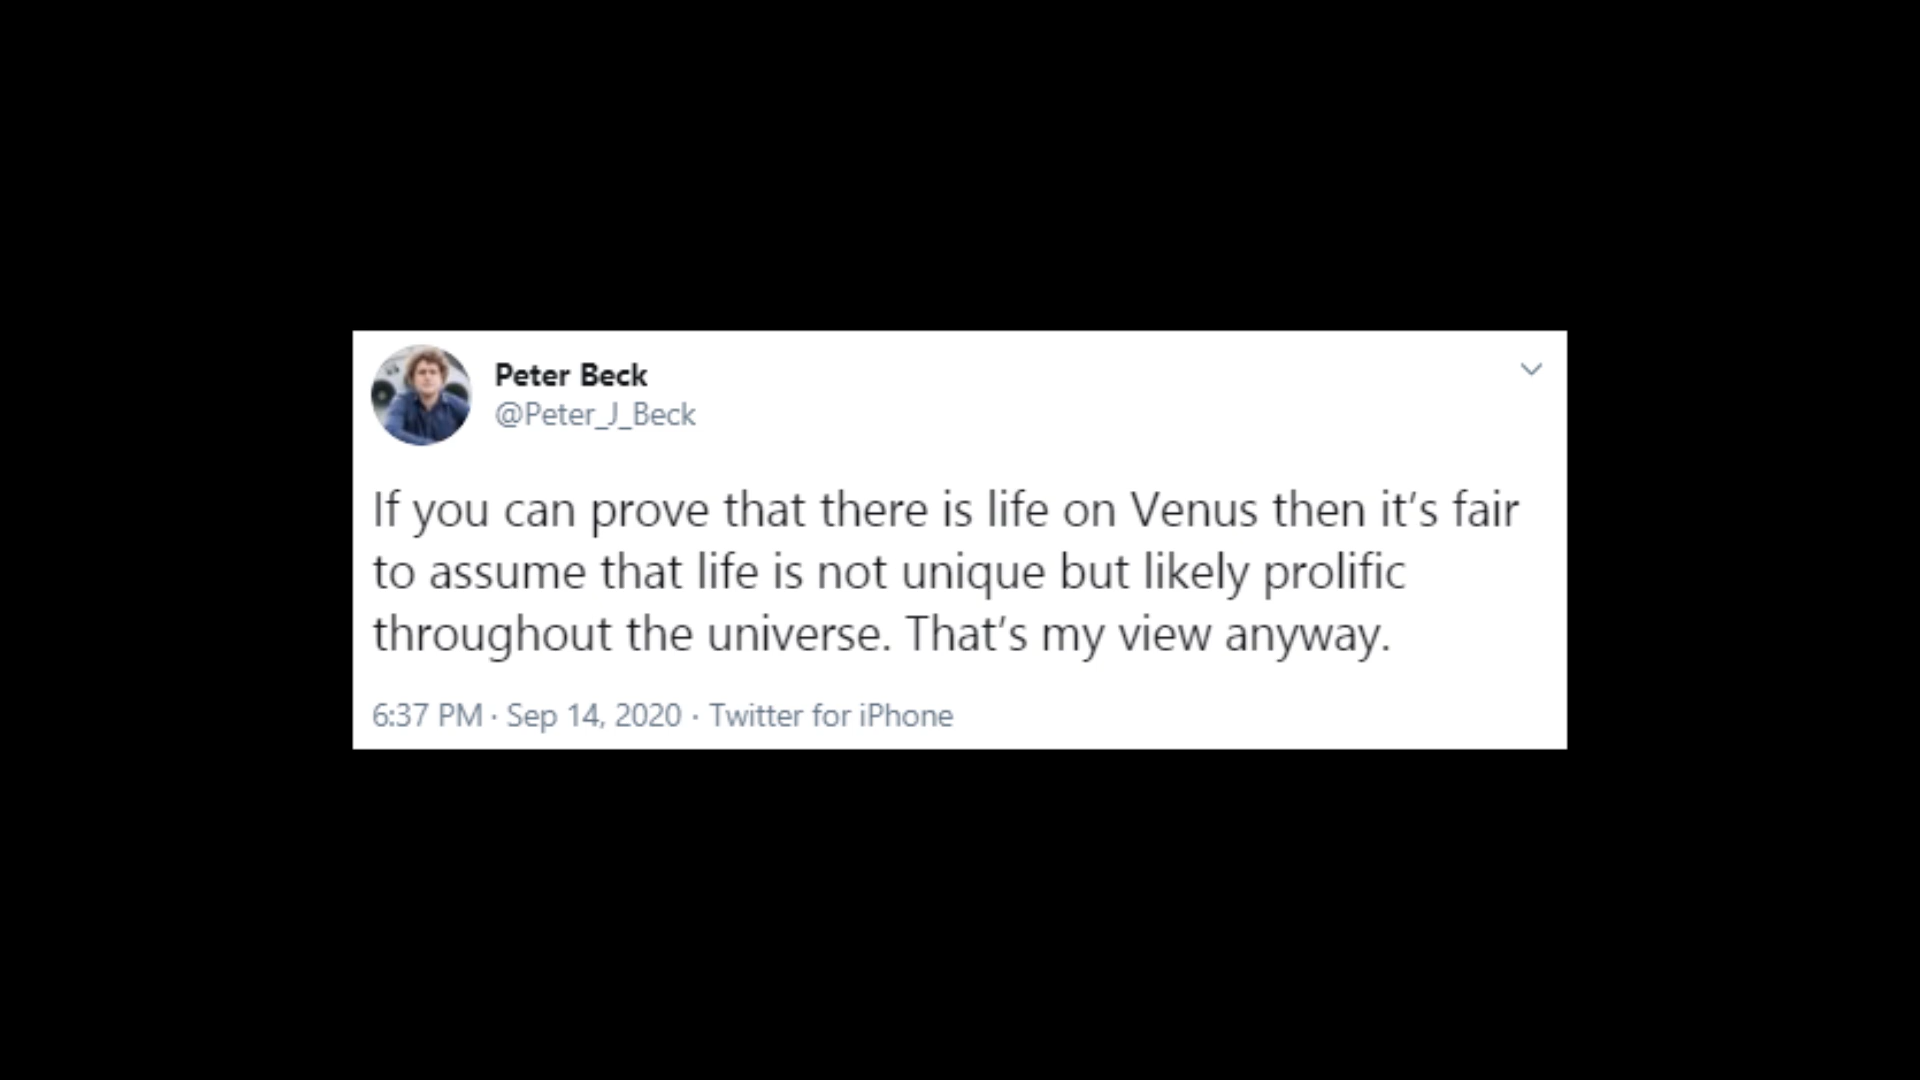 Peter Beck
@Peter_J_Beck
If you can prove that there is life on Venus then it’s fair
to assume that life is not unique but likely prolific
throughout the universe. That’s my view anyway.
6:37 PM · Sep 14, 2020 · Twitter for iPhone